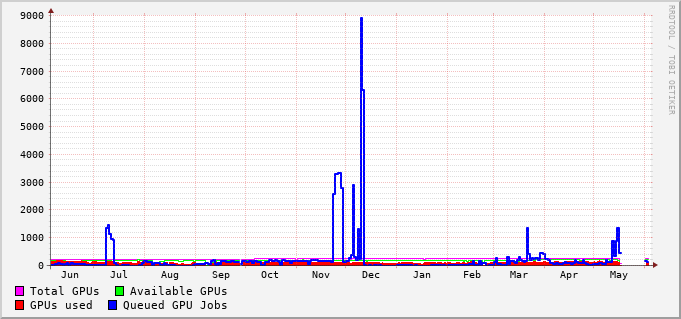 RRDTOOL / TOBI OETIKER
9000
8000
7000
6000
5000
4000
3000
2000
1000
0
Jun Jul Aug Sep Oct Nov Dec Jan Feb Mar Apr May
Total GPUs Available GPUs
GPUs used Queued GPU Jobs